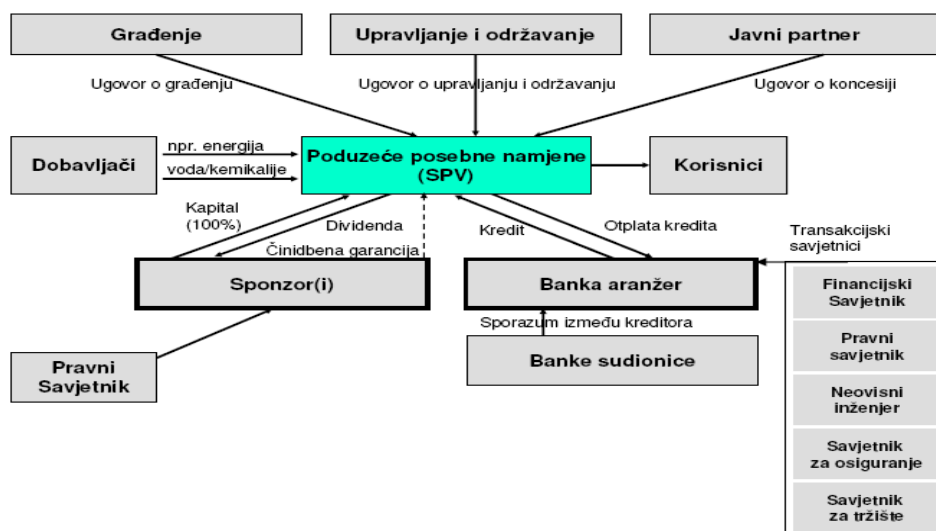 Građenje
Upravljanje i održavanje
Javni partner
Ugovor o građenju
Ugovor o upravljanju i održavanju
Ugovor o koncesiji
Dobavljači
npr. energija
voda/kemikalije
Poduzeće posebne namjene
(SPV)
Korisnici
Kapital
(100%)
Dividenda
Činidbena garancija
Kredit
Otplata kredita
Transakcijski
savjetnici
Sponzor(i)
Banka aranžer
Sporazum između kreditora
Banke sudionice
Pravni
Savjetnik
Financijski
Savjetnik
Pravni
savjetnik
Neovisni
inženjer
Savjetnik
za osiguranje
Savjetnik
za tržište